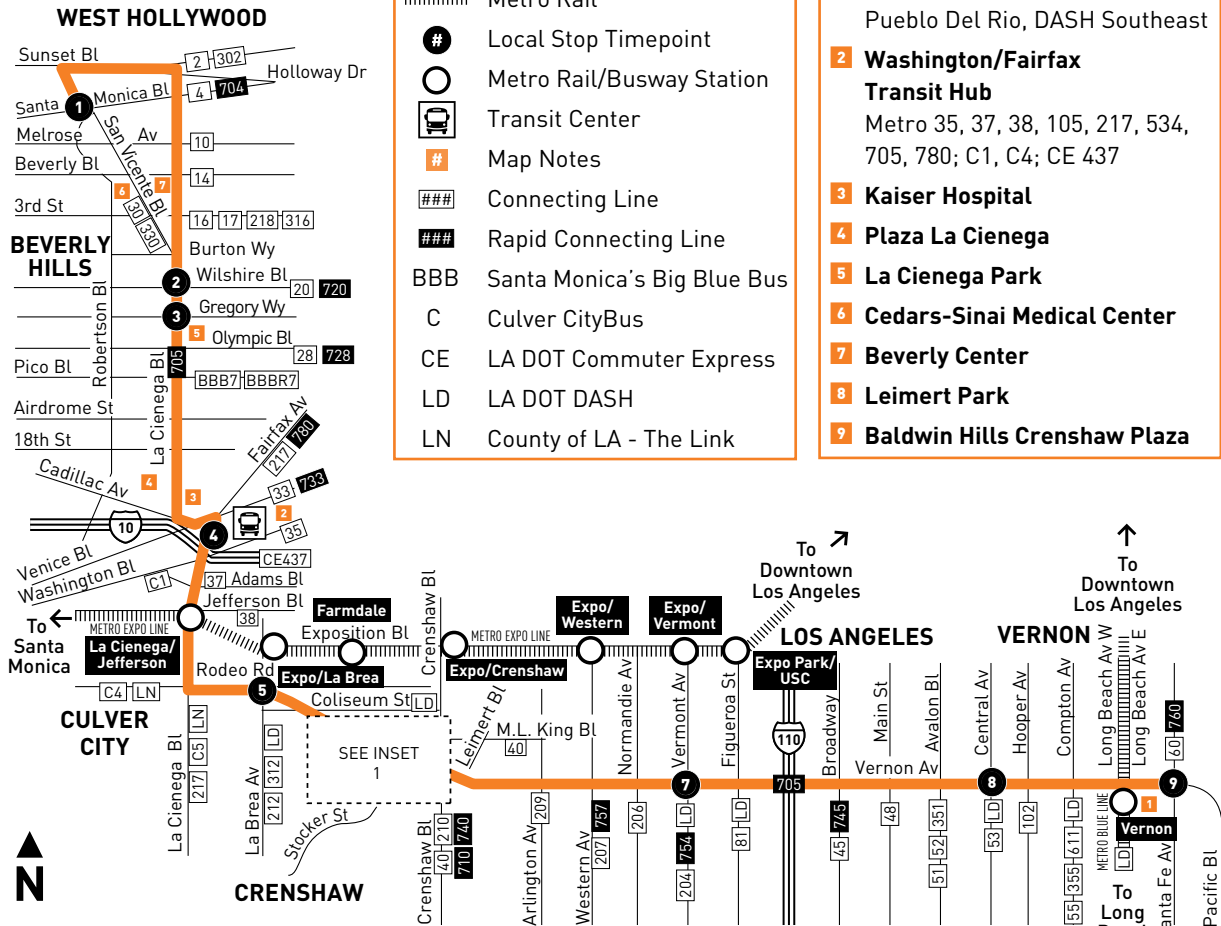 WEST HOLLYWOOD
Sunset Bl
2
302
Holloway Dr
Santa
1
Monica Bl
4
704
Melrose
Av
10
San Vicente Bl
Beverly Bl
14
6
7
30
330
3rd St
16
17
218
316
BEVERLY
HILLS
Burton Wy
2
Wilshire Bl
20
720
3
Gregory Wy
5
Olympic Bl
28
728
Robertson Bl
La Cienega Bl
705
Pico Bl
BBB7
BBBR7
Airdrome St
18th St
Fairfax Av
217
780
Cadillac Av
4
3
33
733
10
4
2
35
Venice Bl
Washington Bl
CE437
C1
37
Adams Bl
Jefferson Bl
38
To
Santa
Monica
METRO EXPO LINE
La Cienega/
Jefferson
Farmdale
Exposition Bl
Expo/La Brea
Rodeo Rd
5
Crenshaw Bl
METRO EXPO LINE
Expo/Crenshaw
Expo/
Western
Expo/
Vermont
To
Downtown
Los Angeles
LOS ANGELES
Expo Park/
USC
VERNON
To
Downtown
Los Angeles
C4
LN
CULVER
CITY
Coliseum St
LD
SEE INSET
1
Leimert Bl
M.L. King Bl
40
La Cienega Bl
217
C5
LN
La Brea Av
212
312
LD
Stocker St
CRENSHAW
N
Crenshaw Bl
40
210
710
740
Arlington Av
209
Western Av
207
757
Normandie Av
206
Vermont Av
7
204
754
LD
Figueroa St
81
LD
110
705
Broadway
45
745
Main St
48
Vernon Av
Avalon Bl
51
52
351
Central Av
8
53
LD
Hooper Av
102
Compton Av
55
355
611
LD
Long Beach Av W
Long Beach Av E
METRO BLUE LINE
LD
1
Vernon
To
Long
9
60
760
Pacific Bl
Metro Rail
# Local Stop Timepoint
Metro Rail/Busway Station
Transit Center
# Map Notes
### Connecting Line
### Rapid Connecting Line
BBB Santa Monica's Big Blue Bus
C Culver CityBus
CE LA DOT Commuter Express
LD LA DOT DASH
LN County of LA - The Link
Pueblo Del Rio, DASH Southeast
2 Washington/Fairfax
Transit Hub
Metro 35, 37, 38, 105, 217, 534,
705, 780; C1, C4; CE 437
3 Kaiser Hospital
4 Plaza La Cienega
5 La Cienega Park
6 Cedars-Sinai Medical Center
7 Beverly Center
8 Leimert Park
9 Baldwin Hills Crenshaw Plaza